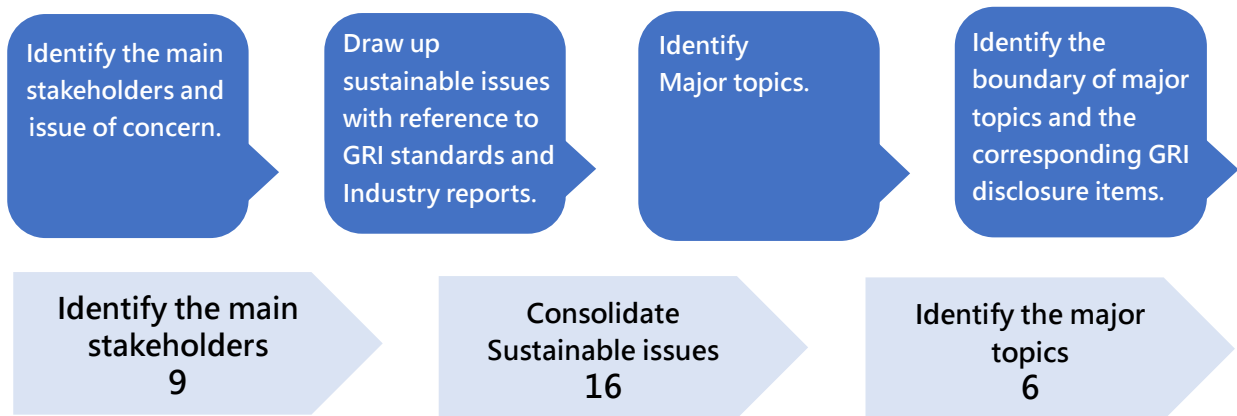 Identify the main
stakeholders and
issue of concern.
Draw up
sustainable issues
with reference to
GRI standards and
Industry reports.
Identify
Major topics.
Identify the
boundary of major
topics and the
corresponding GRI
disclosure items.
Identify the main
stakeholders
9
Consolidate
Sustainable issues
16
Identify the major
topics
6